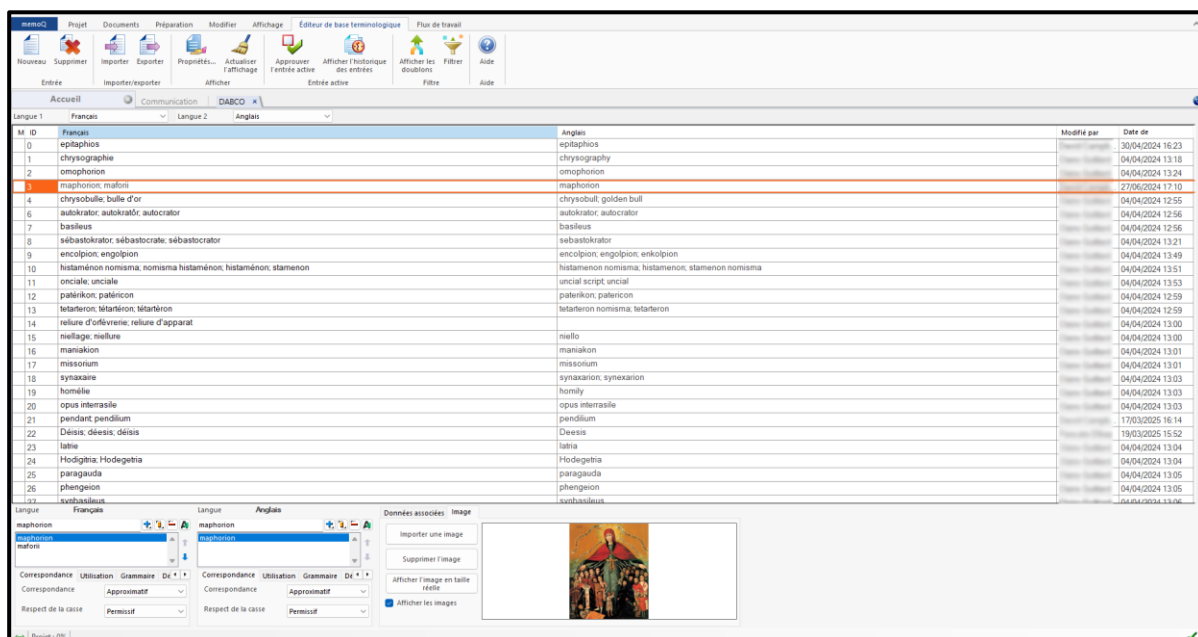 memoQ Projet Documents Préparation Modifier Affichage Éditeur de base terminologique Flux de travail
Nouveau Supprimer Importer Exporter Propriétés... Actualiser l'affichage Approuver l'entrée active Afficher l'historique des entrées Afficher les doublons Filtrer Aide
Entrée Importer/exporter Afficher Entrée active Filtre Aide
Accueil Communication DABCO ×
Langue 1 Français Langue 2 Anglais
M ID Français Anglais Modifié par Date de
0 epitaphios epitaphios 30/04/2024 16:23
1 chrysographie chrysography 04/04/2024 13:18
2 omophorion omophorion 04/04/2024 13:24
3 maphorion; maforii maphorion 27/06/2024 17:10
4 chrysobulle; bulle d'or chrysobull; golden bull 04/04/2024 12:55
6 autokrator; autokratôr; autocrator autokrator; autocrator 04/04/2024 12:56
7 basileus basileus 04/04/2024 12:56
8 sébastokrator; sébastocrate; sébastocrator sebastokrator 04/04/2024 13:21
9 encolpion; engolpion encolpion; engolpion; enkolpion 04/04/2024 13:49
10 histaménon nomisma; nomisma histaménon; histaménon; stamenon histamenon nomisma; histamenon; stamenon nomisma 04/04/2024 13:51
11 onciale; unciale uncial script; uncial 04/04/2024 13:53
12 patérikon; patéricon paterikon; patericon 04/04/2024 12:59
13 tetarteron; tétartéron; tétartèron tetarteron nomisma; tetarteron 04/04/2024 12:59
14 reliure d'orfèvrerie; reliure d'apparat 04/04/2024 13:00
15 niellage; niellure niello 04/04/2024 13:00
16 maniakion maniakon 04/04/2024 13:01
17 missorium missorium 04/04/2024 13:01
18 synaxaire synaxarion; synexarion 04/04/2024 13:03
19 homélie homily 04/04/2024 13:03
20 opus interrasile opus interrasile 04/04/2024 13:03
21 pendant; pendilium pendilium 17/03/2025 16:14
22 Déisis; déesis; déïsis Deesis 19/03/2025 15:52
23 latrie latria 04/04/2024 13:04
24 Hodigitria; Hodegetria Hodegetria 04/04/2024 13:04
25 paragauda paragauda 04/04/2024 13:05
26 phengeion phengeion 04/04/2024 13:05
27 synbasileus synbasileus 04/04/2024 13:06
Langue Français Langue Anglais Données associées Image
maphorion maphorion Importer une image
maphorion maphorion
maforii Supprimer l'image
Correspondance Utilisation Grammaire Dé Correspondance Utilisation Grammaire Dé Afficher l'image en taille réelle
Correspondance Approximatif Correspondance Approximatif Afficher les images
Respect de la casse Permissif Respect de la casse Permissif
Projet : 0%